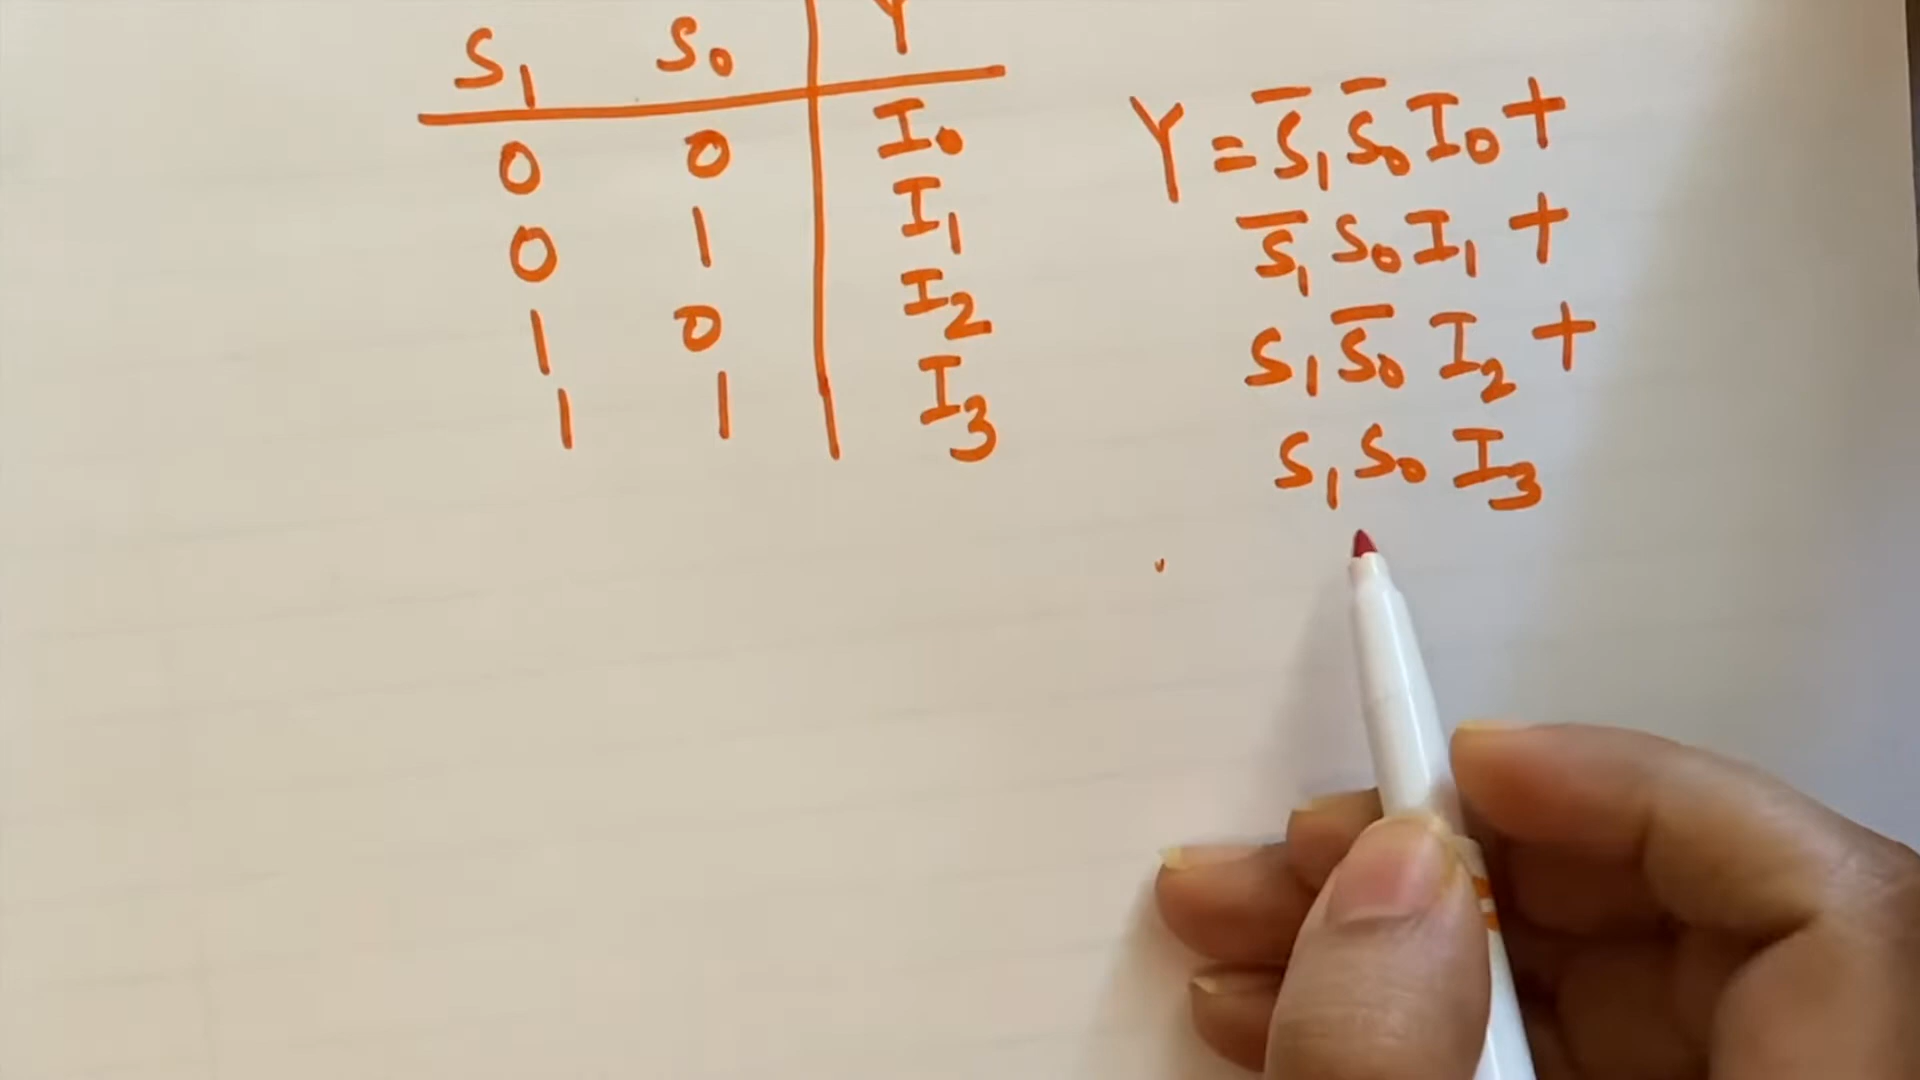 S₁ S₀ Y
0 0 I₀
0 1 I₁
1 0 I₂
1 1 I₃
Y = S̅₁ S̅₀ I₀ +
S̅₁ S₀ I₁ +
S₁ S̅₀ I₂ +
S₁ S₀ I₃